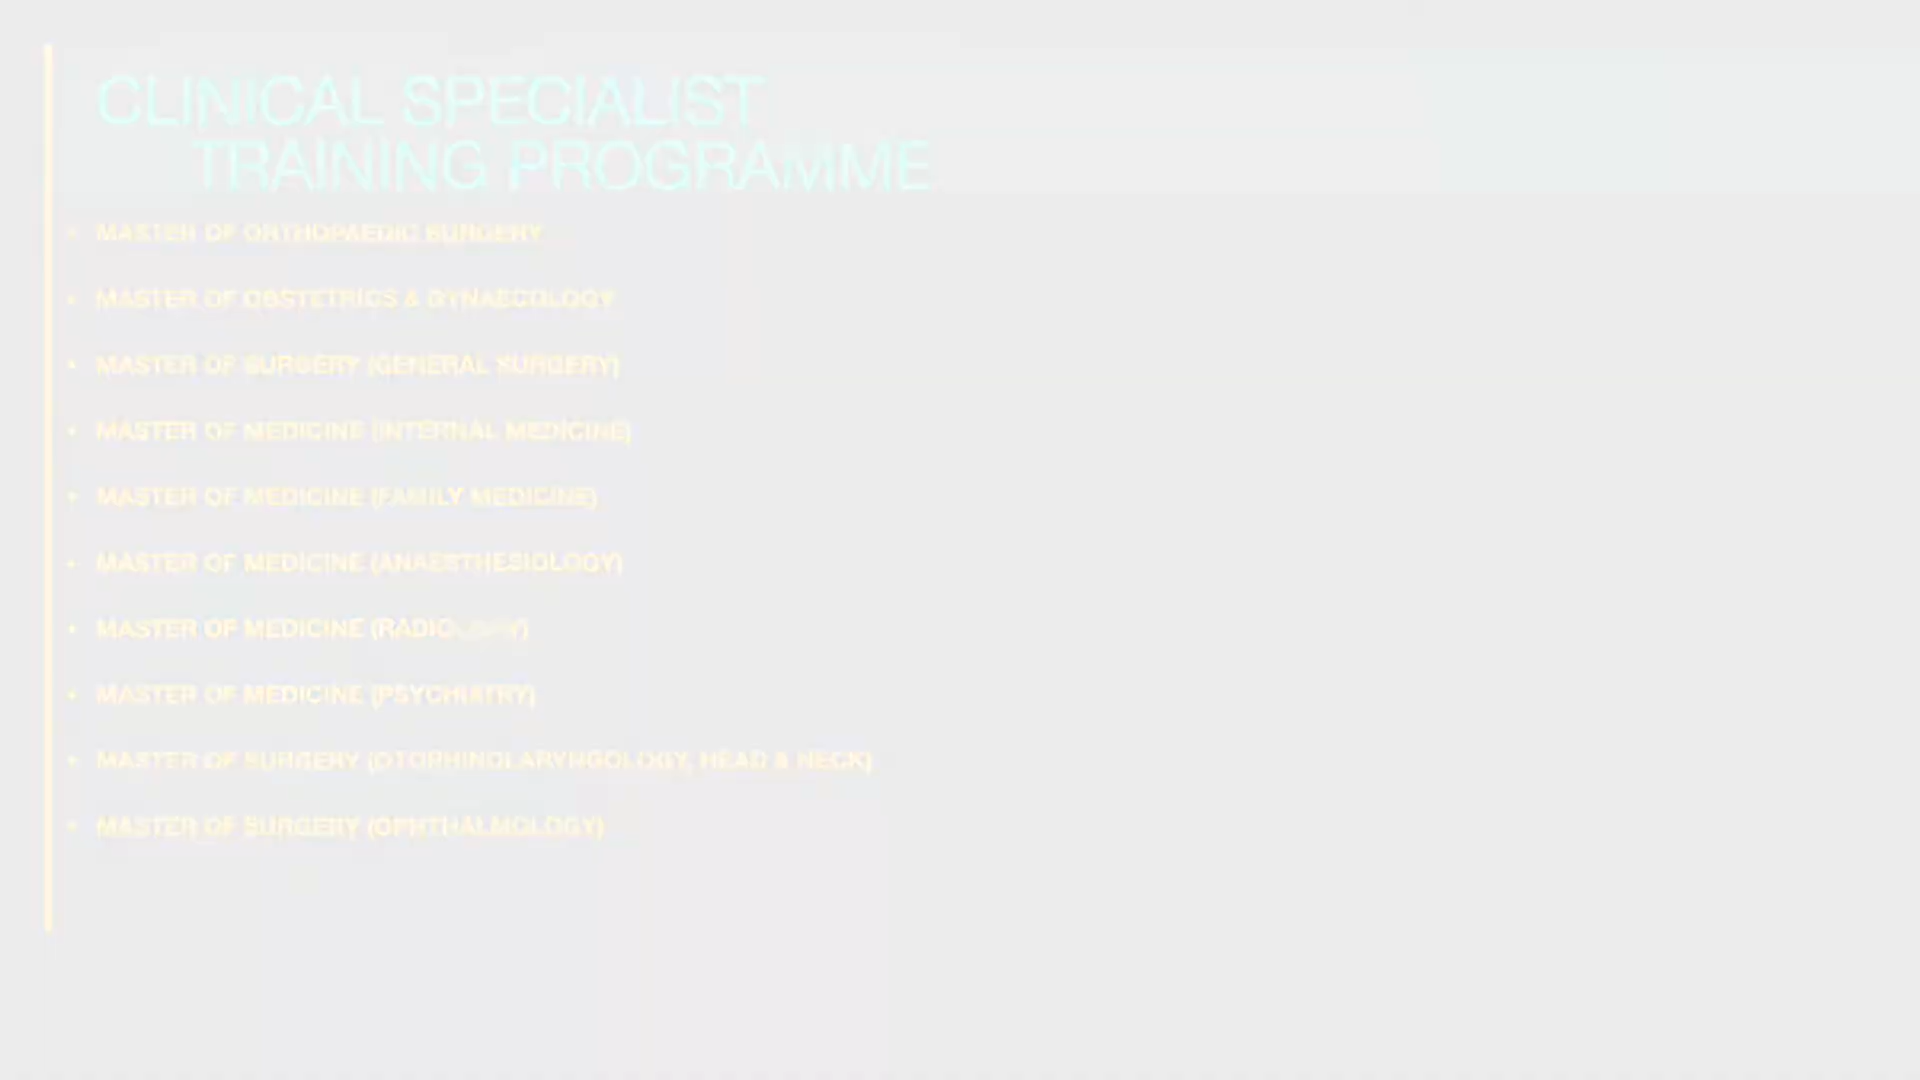 CLINICAL SPECIALIST
TRAINING PROGRAMME
• MASTER OF ORTHOPAEDIC SURGERY
• MASTER OF OBSTETRICS & GYNAECOLOGY
• MASTER OF SURGERY (GENERAL SURGERY)
• MASTER OF MEDICINE (INTERNAL MEDICINE)
• MASTER OF MEDICINE (FAMILY MEDICINE)
• MASTER OF MEDICINE (ANAESTHESIOLOGY)
• MASTER OF MEDICINE (RADIOLOGY)
• MASTER OF MEDICINE (PSYCHIATRY)
• MASTER OF SURGERY (OTORHINOLARYNGOLOGY, HEAD & NECK)
• MASTER OF SURGERY (OPHTHALMOLOGY)